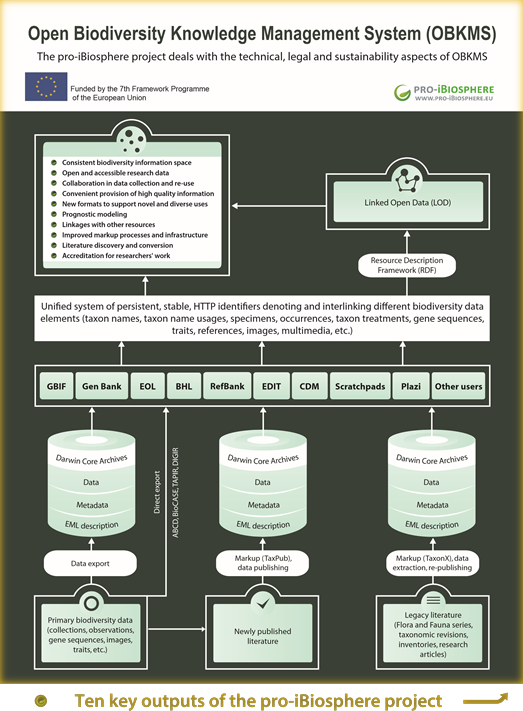 Open Biodiversity Knowledge Management System (OBKMS)
The pro-iBiosphere project deals with the technical, legal and sustainability aspects of OBKMS
Funded by the 7th Framework Programme
of the European Union
PRO-iBIOSPHERE
WWW.PRO-IBIOSPHERE.EU
Consistent biodiversity information space
Open and accessible research data
Collaboration in data collection and re-use
Convenient provision of high quality information
New formats to support novel and diverse uses
Prognostic modeling
Linkages with other resources
Improved markup processes and infrastructure
Literature discovery and conversion
Accreditation for researchers' work
Linked Open Data (LOD)
Resource Description
Framework (RDF)
Unified system of persistent, stable, HTTP identifiers denoting and interlinking different biodiversity data
elements (taxon names, taxon name usages, specimens, occurrences, taxon treatments, gene sequences,
traits, references, images, multimedia, etc.)
GBIF
Gen Bank
EOL
BHL
RefBank
EDIT
CDM
Scratchpads
Plazi
Other users
Darwin Core Archives
Data
Metadata
EML description
Direct export
ABCD, BioCASE, TAPIR, DIGIR
Darwin Core Archives
Data
Metadata
EML description
Darwin Core Archives
Data
Metadata
EML description
Data export
Markup (TaxPub),
data publishing
Markup (TaxonX), data
extraction, re-publishing
Primary biodiversity data
(collections, observations,
gene sequences, images,
traits, etc.)
Newly published
literature
Legacy literature
(Flora and Fauna series,
taxonomic revisions,
inventories, research
articles)
Ten key outputs of the pro-iBiosphere project